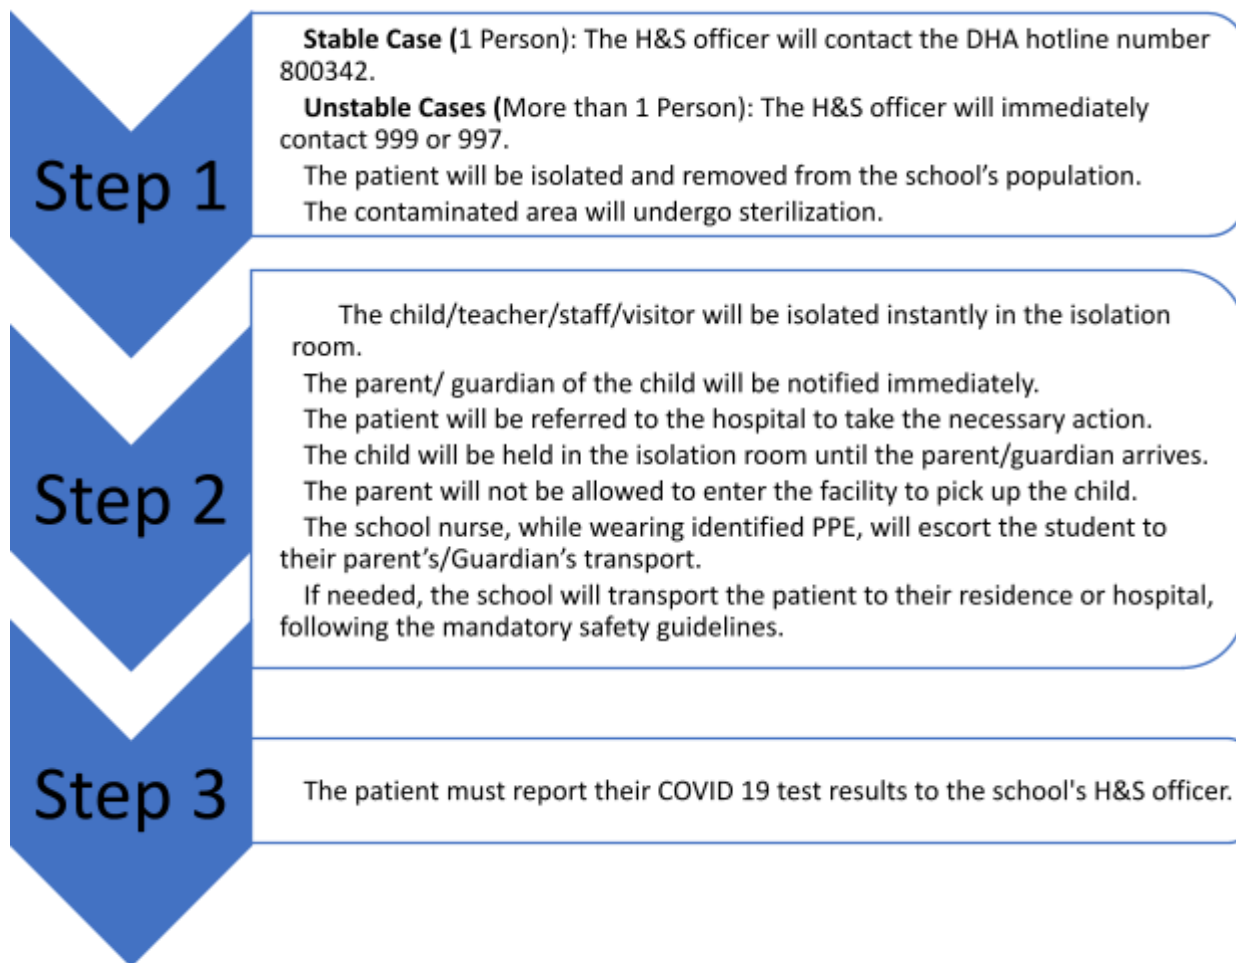 Step 1
Stable Case (1 Person): The H&S officer will contact the DHA hotline number
800342.
Unstable Cases (More than 1 Person): The H&S officer will immediately
contact 999 or 997.
The patient will be isolated and removed from the school’s population.
The contaminated area will undergo sterilization.
Step 2
The child/teacher/staff/visitor will be isolated instantly in the isolation
room.
The parent/ guardian of the child will be notified immediately.
The patient will be referred to the hospital to take the necessary action.
The child will be held in the isolation room until the parent/guardian arrives.
The parent will not be allowed to enter the facility to pick up the child.
The school nurse, while wearing identified PPE, will escort the student to
their parent’s/Guardian’s transport.
If needed, the school will transport the patient to their residence or hospital,
following the mandatory safety guidelines.
Step 3
The patient must report their COVID 19 test results to the school's H&S officer.